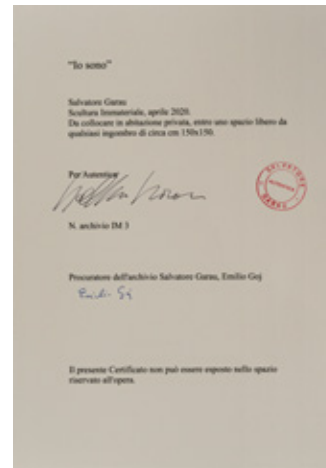 "Io sono"
Salvatore Garau
Scultura Immateriale, aprile 2020.
Da collocare in abitazione privata, entro uno spazio libero da
qualsiasi ingombro di circa cm 150x150.
Per Autentica
SALVATORE
GARAU
N. archivio IM 3
Procuratore dell'archivio Salvatore Garau, Emilio Goj
Il presente Certificato non può essere esposto nello spazio
riservato all'opera.